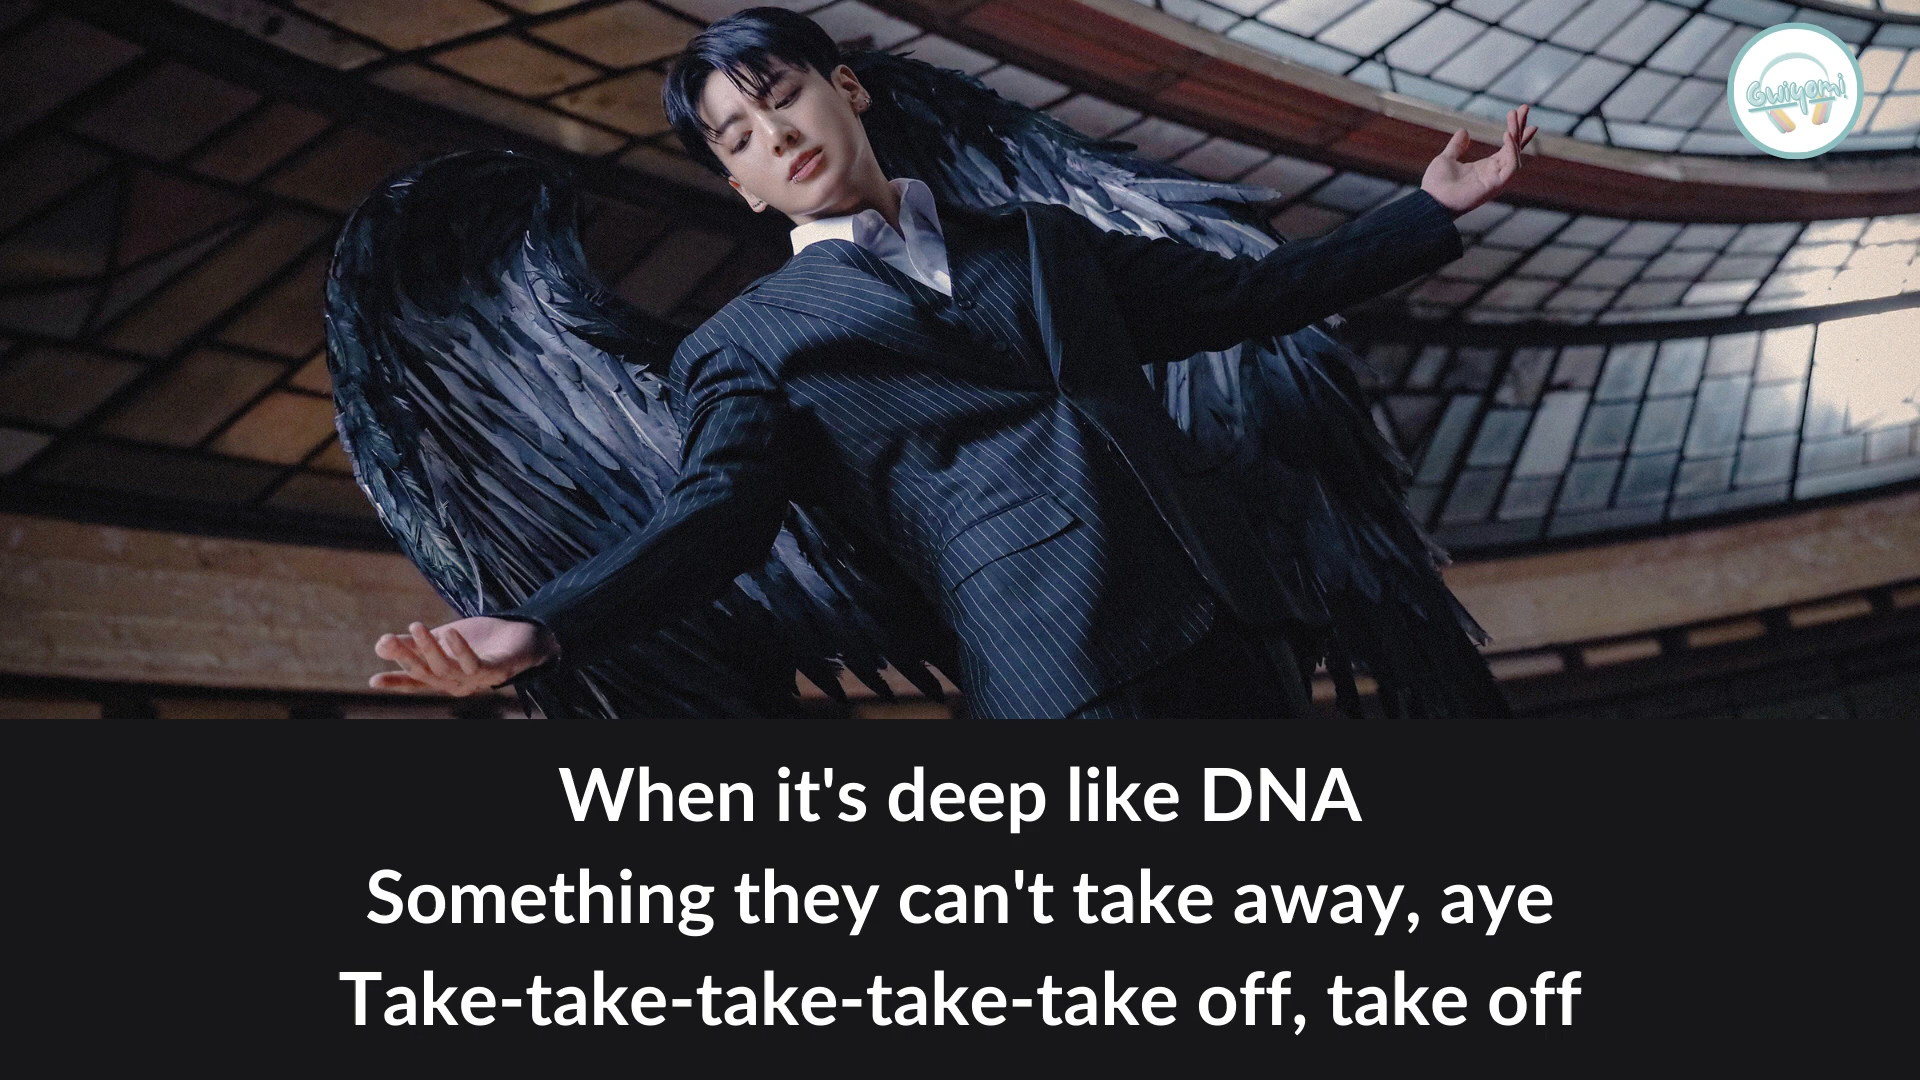 Gwiyomi
When it's deep like DNA
Something they can't take away, aye
Take-take-take-take-take off, take off